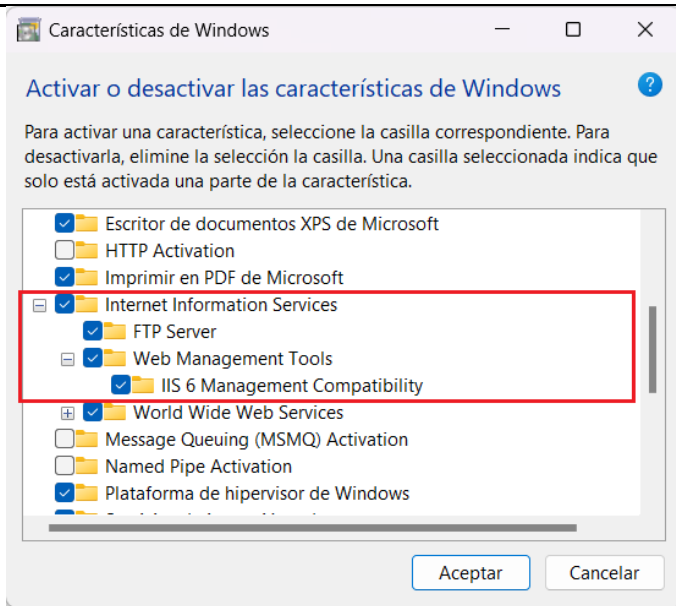 Características de Windows
Activar o desactivar las características de Windows
?
Para activar una característica, seleccione la casilla correspondiente. Para
desactivarla, elimine la selección la casilla. Una casilla seleccionada indica que
solo está activada una parte de la característica.
Escritor de documentos XPS de Microsoft
HTTP Activation
Imprimir en PDF de Microsoft
Internet Information Services
FTP Server
Web Management Tools
IIS 6 Management Compatibility
World Wide Web Services
Message Queuing (MSMQ) Activation
Named Pipe Activation
Plataforma de hipervisor de Windows
Aceptar
Cancelar